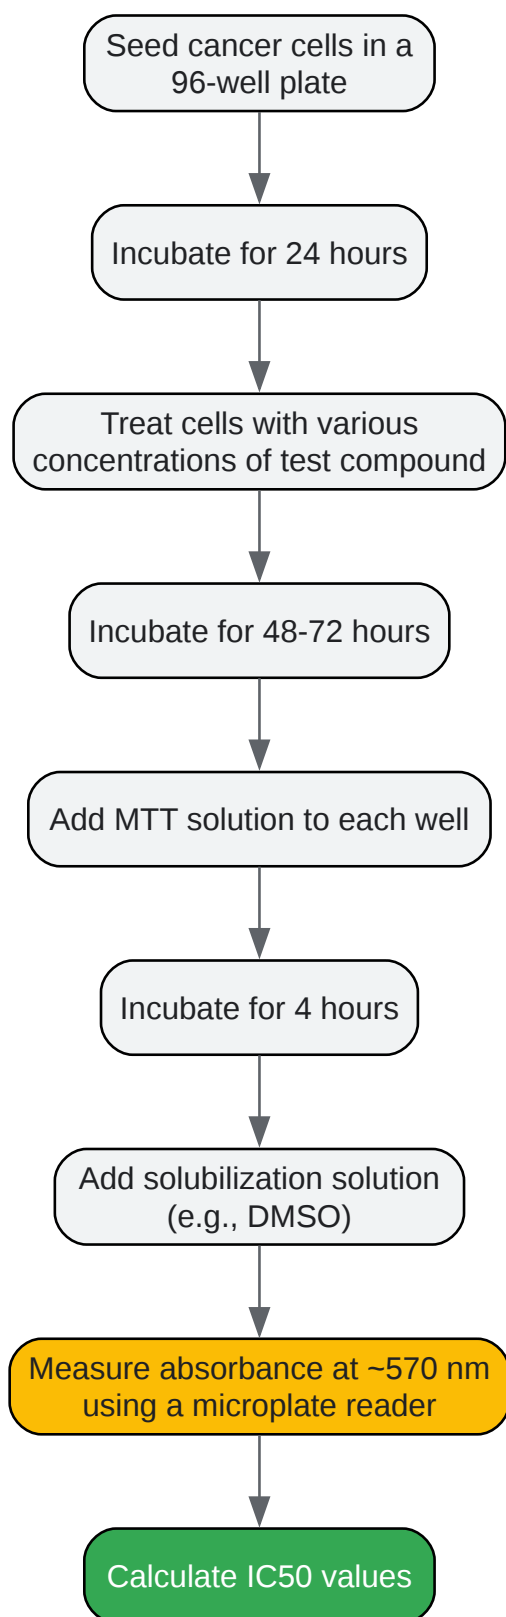 Seed cancer cells in a
96-well plate
Incubate for 24 hours
Treat cells with various
concentrations of test compound
Incubate for 48-72 hours
Add MTT solution to each well
Incubate for 4 hours
Add solubilization solution
(e.g., DMSO)
Measure absorbance at ~570 nm
using a microplate reader
Calculate IC50 values